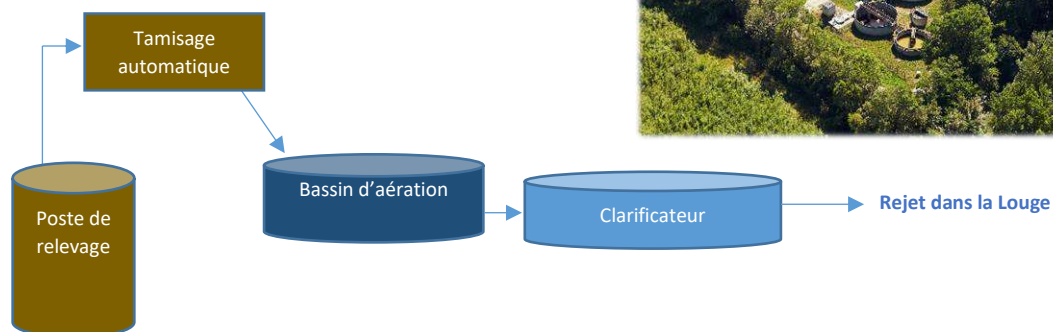 Tamisage
automatique
Poste de
relevage
Bassin d’aération
Clarificateur
Rejet dans la Louge